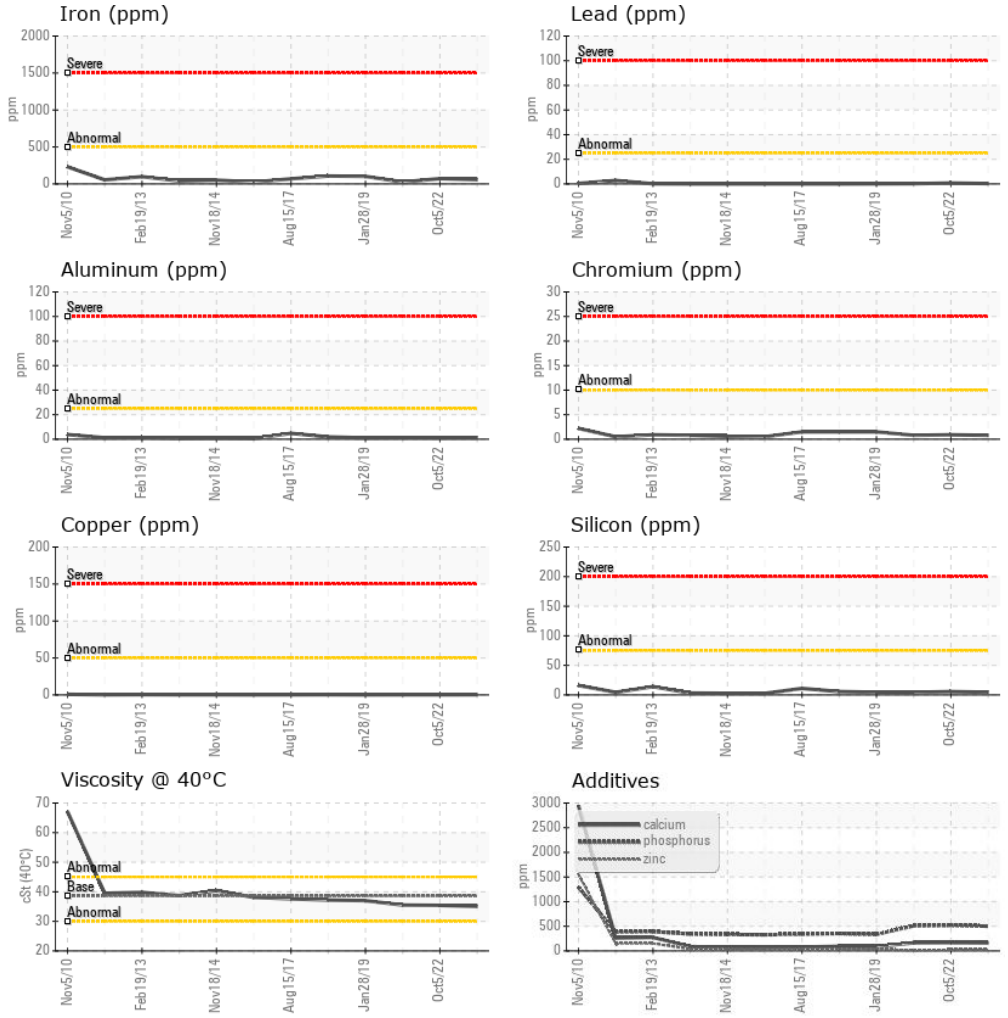 Iron (ppm)
2000
1500
1000
500
0
ppm
Severe
Abnormal
Nov5/10
Feb19/13
Nov18/14
Aug15/17
Jan28/19
Oct5/22
Lead (ppm)
120
100
80
60
40
20
0
ppm
Severe
Abnormal
Nov5/10
Feb19/13
Nov18/14
Aug15/17
Jan28/19
Oct5/22
Aluminum (ppm)
120
100
80
60
40
20
0
ppm
Severe
Abnormal
Nov5/10
Feb19/13
Nov18/14
Aug15/17
Jan28/19
Oct5/22
Chromium (ppm)
30
25
20
15
10
5
0
ppm
Severe
Abnormal
Nov5/10
Feb19/13
Nov18/14
Aug15/17
Jan28/19
Oct5/22
Copper (ppm)
200
150
100
50
0
ppm
Severe
Abnormal
Nov5/10
Feb19/13
Nov18/14
Aug15/17
Jan28/19
Oct5/22
Silicon (ppm)
250
200
150
100
50
0
ppm
Severe
Abnormal
Nov5/10
Feb19/13
Nov18/14
Aug15/17
Jan28/19
Oct5/22
Viscosity @ 40°C
70
60
50
40
30
20
cSt (40°C)
Abnormal
Base
Abnormal
Nov5/10
Feb19/13
Nov18/14
Aug15/17
Jan28/19
Oct5/22
Additives
3000
2500
2000
1500
1000
500
0
ppm
calcium
phosphorus
zinc
Nov5/10
Feb19/13
Nov18/14
Aug15/17
Jan28/19
Oct5/22